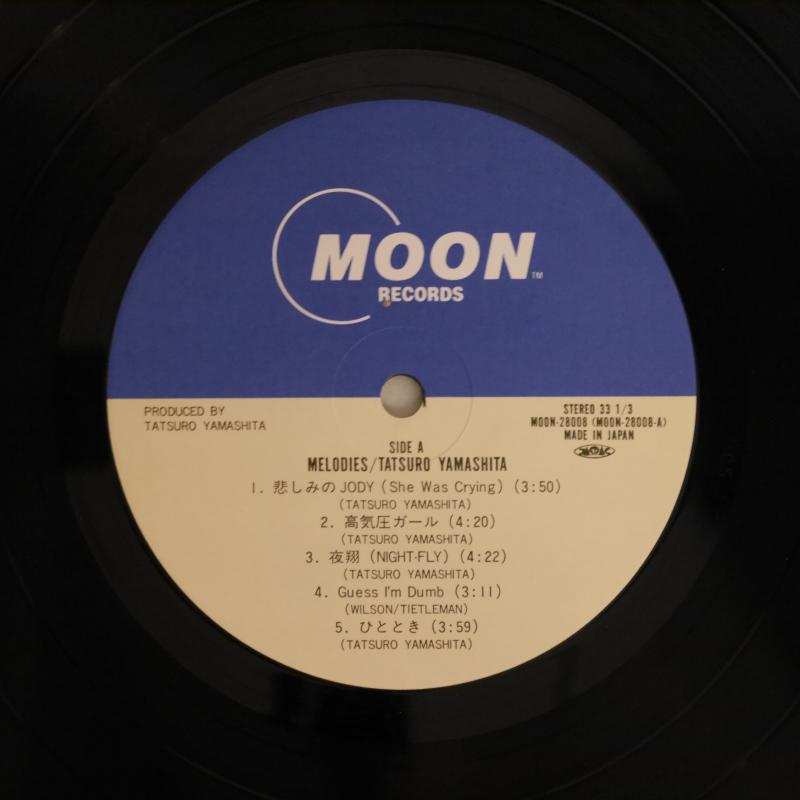 MOON
TM
RECORDS
PRODUCED BY
TATSURO YAMASHITA
STEREO 33 1/3
MOON-28008 (MOON-28008-A)
MADE IN JAPAN
SIDE A
MELODIES/TATSURO YAMASHITA
1. 悲しみのJODY (She Was Crying) (3:50)
(TATSURO YAMASHITA)
2. 高気圧ガール (4:20)
(TATSURO YAMASHITA)
3. 夜翔 (NIGHT-FLY) (4:22)
(TATSURO YAMASHITA)
4. Guess I'm Dumb (3:11)
(WILSON/TIETLEMAN)
5. ひととき (3:59)
(TATSURO YAMASHITA)